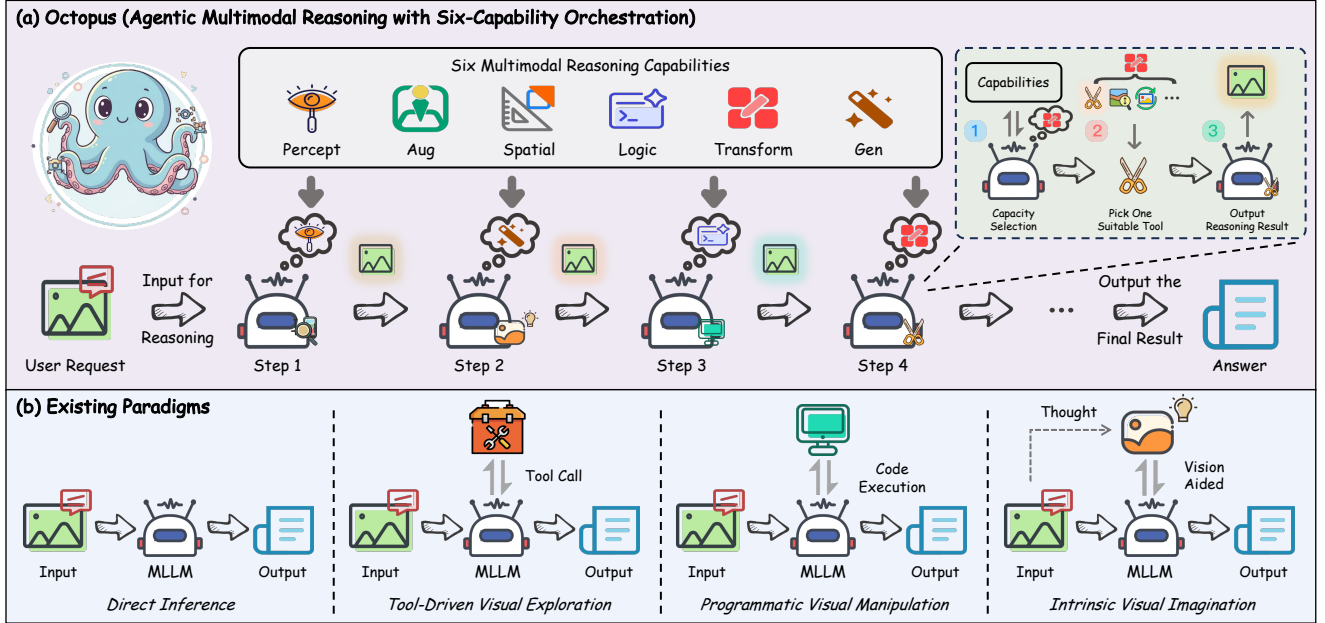 (a) Octopus (Agentic Multimodal Reasoning with Six-Capability Orchestration)
Six Multimodal Reasoning Capabilities
Percept
Aug
Spatial
Logic
Transform
Gen
Capabilities
1
2
3
Capacity
Selection
Pick One
Suitable Tool
Output
Reasoning Result
Input for
Reasoning
Output the
Final Result
User Request
Step 1
Step 2
Step 3
Step 4
...
Answer
(b) Existing Paradigms
Input
MLLM
Output
Direct Inference
Tool Call
Input
MLLM
Output
Tool-Driven Visual Exploration
Code
Execution
Input
MLLM
Output
Programmatic Visual Manipulation
Thought
Vision
Aided
Input
MLLM
Output
Intrinsic Visual Imagination